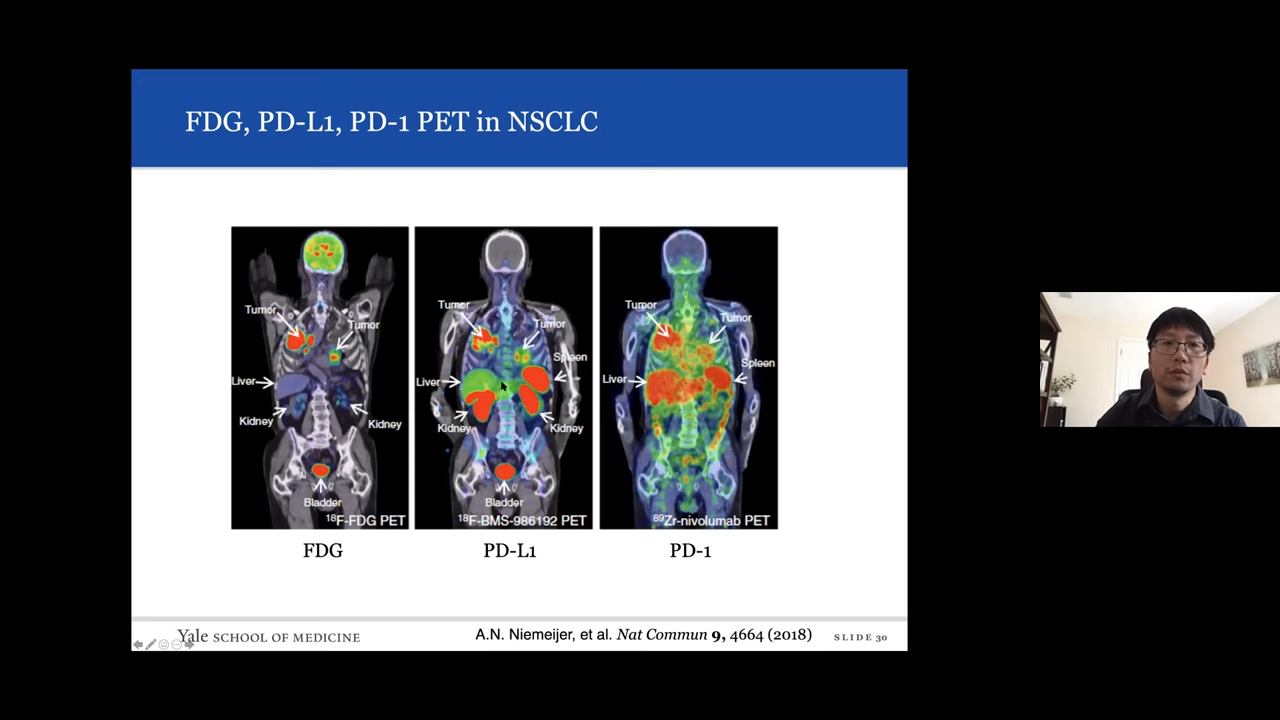 FDG, PD-L1, PD-1 PET in NSCLC
Tumor
Tumor
Liver
Kidney
Kidney
Bladder
18F-FDG PET
Tumor
Tumor
Spleen
Liver
Kidney
Kidney
Bladder
18F-BMS-986192 PET
Tumor
Tumor
Spleen
Liver
89Zr-nivolumab PET
FDG
PD-L1
PD-1
Yale SCHOOL OF MEDICINE
A.N. Niemeijer, et al. Nat Commun 9, 4664 (2018)
SLIDE 30